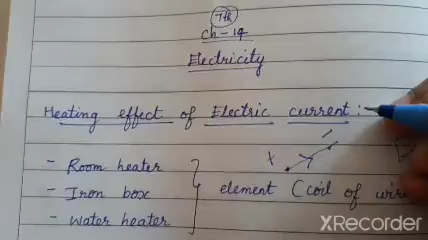 7th
Ch - 14
Electricity
Heating effect of Electric current :-
- Room heater
- Iron box
- Water heater
element (coil of wire
XRecorder